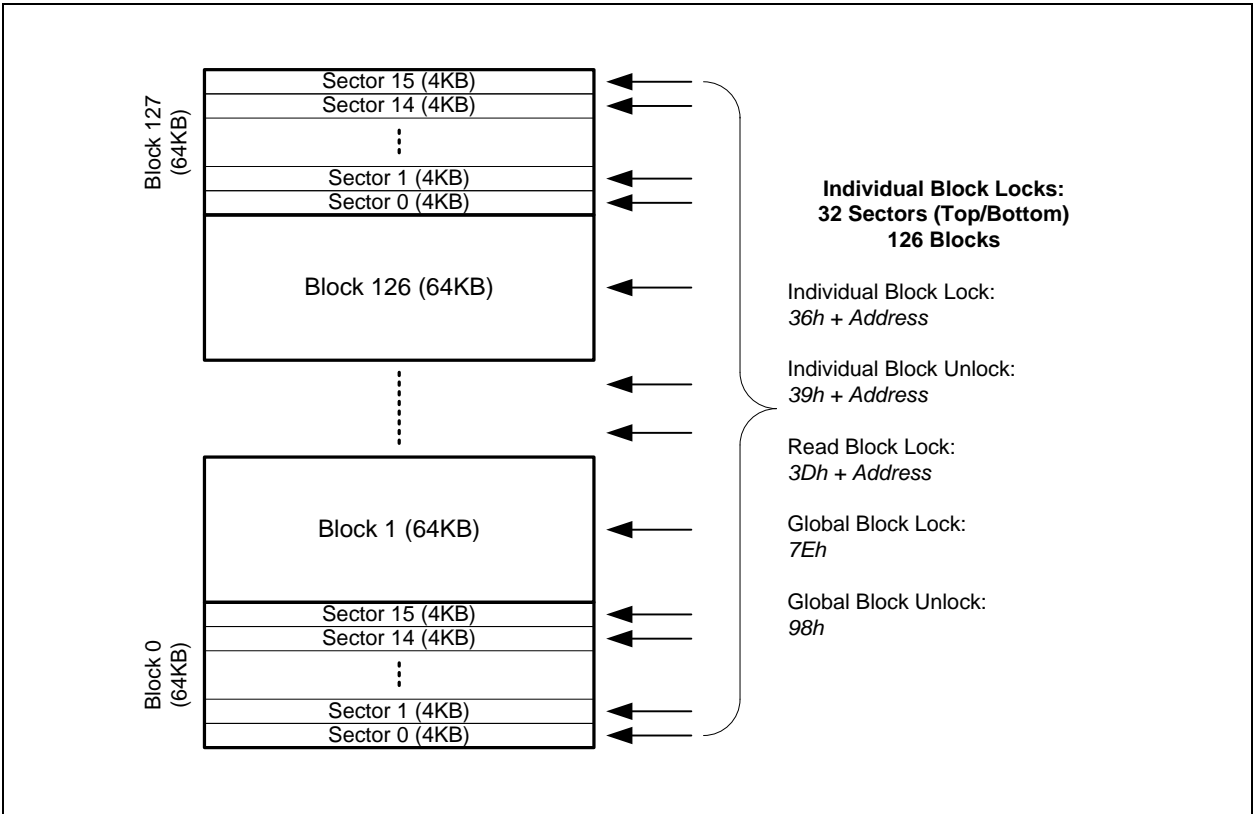 Block 127
(64KB)
Sector 15 (4KB)
Sector 14 (4KB)
Sector 1 (4KB)
Sector 0 (4KB)
Block 126 (64KB)
Block 1 (64KB)
Block 0
(64KB)
Sector 15 (4KB)
Sector 14 (4KB)
Sector 1 (4KB)
Sector 0 (4KB)
Individual Block Locks:
32 Sectors (Top/Bottom)
126 Blocks
Individual Block Lock:
36h + Address
Individual Block Unlock:
39h + Address
Read Block Lock:
3Dh + Address
Global Block Lock:
7Eh
Global Block Unlock:
98h